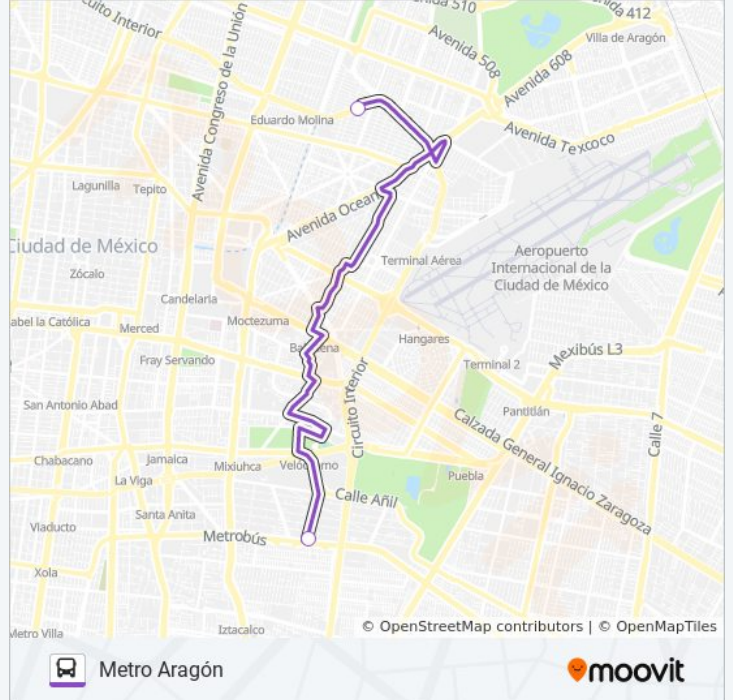 Circuito Interior
Avenida 510
412
Villa de Aragón
Avenida Congreso de la Unión
Avenida 508
Avenida 608
Eduardo Molina
Avenida Texcoco
Lagunilla
Tepito
Avenida Ocean
Ciudad de México
Terminal Aérea
Aeropuerto
Internacional de la
Ciudad de México
Zócalo
Candelaria
abel la Católica
Merced
Moctezuma
Hangares
Mexibús L3
Fray Servando
Terminal 2
Circuito Interior
San Antonio Abad
Pantitlán
Calzada General Ignacio Zaragoza
Calle 7
Chabacano
Jamaica
Mixiuhca
Puebla
La Viga
Calle Añil
Santa Anita
Viaducto
Metrobús
Xola
Iztacalco
Metro Villa
© OpenStreetMap contributors | © OpenMapTiles
Metro Aragón
moovit